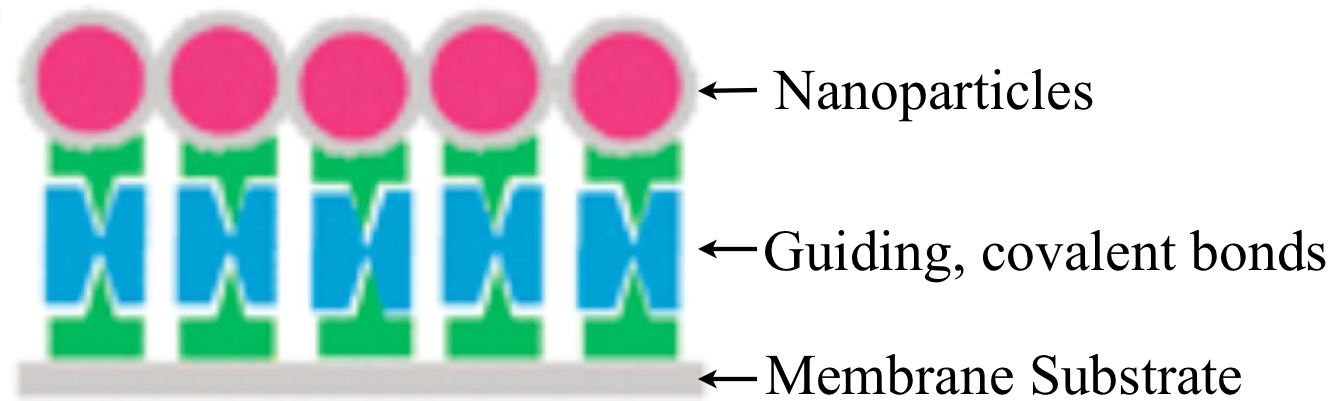 Nanoparticles
Guiding, covalent bonds
Membrane Substrate